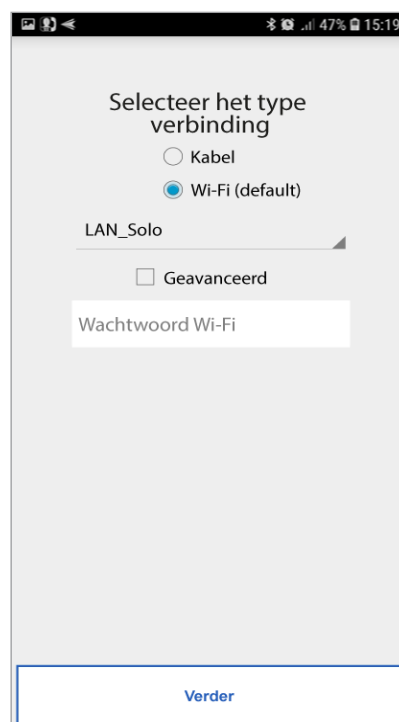 47% 15:19
Selecteer het type
verbinding
Kabel
Wi-Fi (default)
LAN_Solo
Geavanceerd
Wachtwoord Wi-Fi
Verder